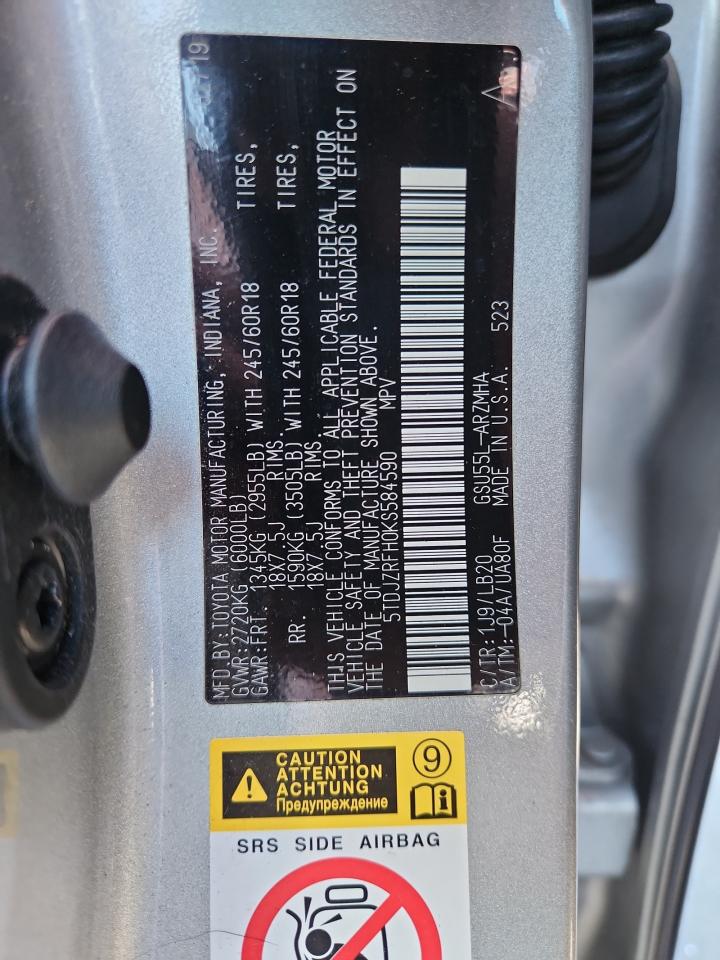 MFD BY:TOYOTA MOTOR MANUFACTURING, INDIANA, INC. 19
GVWR:2720KG (6000LB)
GAWR:FRT 1345KG (2955LB) WITH 245/60R18 TIRES,
18X7.5J RIMS.
RR. 1590KG (3505LB) WITH 245/60R18 TIRES,
18X7.5J RIMS.
THIS VEHICLE CONFORMS TO ALL APPLICABLE FEDERAL MOTOR
VEHICLE SAFETY AND THEFT PREVENTION STANDARDS IN EFFECT ON
THE DATE OF MANUFACTURE SHOWN ABOVE.
5TDJZRFH0KS584590 MPV
C/TR:1J9/LB20 GSU55L-ARZMHA
A/TM:-04A/UA80F MADE IN U.S.A. 523
CAUTION
ATTENTION
ACHTUNG
Предупреждение
9
SRS SIDE AIRBAG